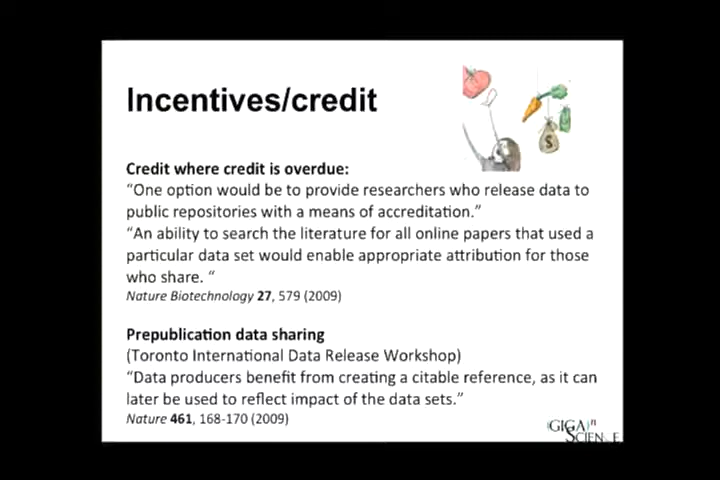 Incentives/credit
$
Credit where credit is overdue:
“One option would be to provide researchers who release data to
public repositories with a means of accreditation.”
“An ability to search the literature for all online papers that used a
particular data set would enable appropriate attribution for those
who share. “
Nature Biotechnology 27, 579 (2009)
Prepublication data sharing
(Toronto International Data Release Workshop)
“Data producers benefit from creating a citable reference, as it can
later be used to reflect impact of the data sets.”
Nature 461, 168-170 (2009)
(GIGA)n
SCIENCE